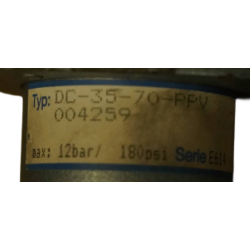 Typ: DC-35-70-PPV
004259
max: 12bar/ 180psi Serie